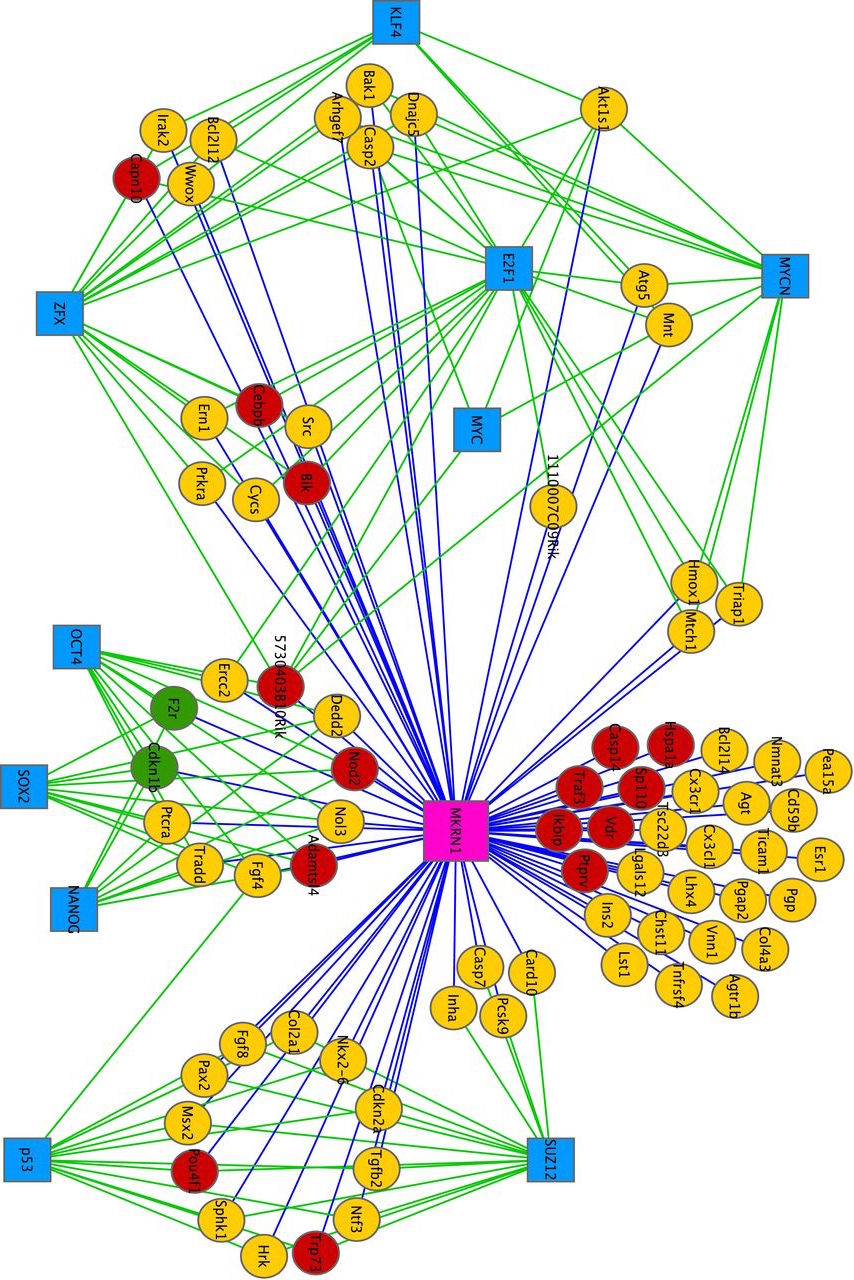 KLF4
Bak1
Arhgef7
Dnajc5
Casp2
Akt1s1
Irak2
Bcl2l12
Capn10
Wwox
E2F1
MYCN
Atg5
Mnt
ZFX
Cebpb
Ern1
Src
MYC
Prkra
Cycs
Bik
1110007C09Rik
Hmox1
Triap1
Mtch1
OCT4
Ercc2
5730403B10Rik
F2r
Dedd2
Cdkn1b
Nod2
SOX2
Ptcra
Nol3
Tradd
Fgf4
Adamtsl4
NANOG
MKRN1
Casp14
Hspa1a
Bcl2l14
Nmnat3
Pea15a
Traf3
Sp110
Cx3cr1
Agt
Cd59b
Ikbip
Vdr
Tsc22d3
Cx3cl1
Ticam1
Esr1
Ptprv
Lgals12
Lhx4
Pgap2
Pgp
Ins2
Chst11
Vnn1
Col4a3
Lst1
Tnfrsf4
Agtr1b
Casp7
Card10
Inha
Pcsk9
Fgf8
Col2a1
Nkx2-6
Pax2
Msx2
Cdkn2a
p53
Pou4f1
Tgfb2
SUZ12
Sphk1
Ntf3
Hrk
Trp73